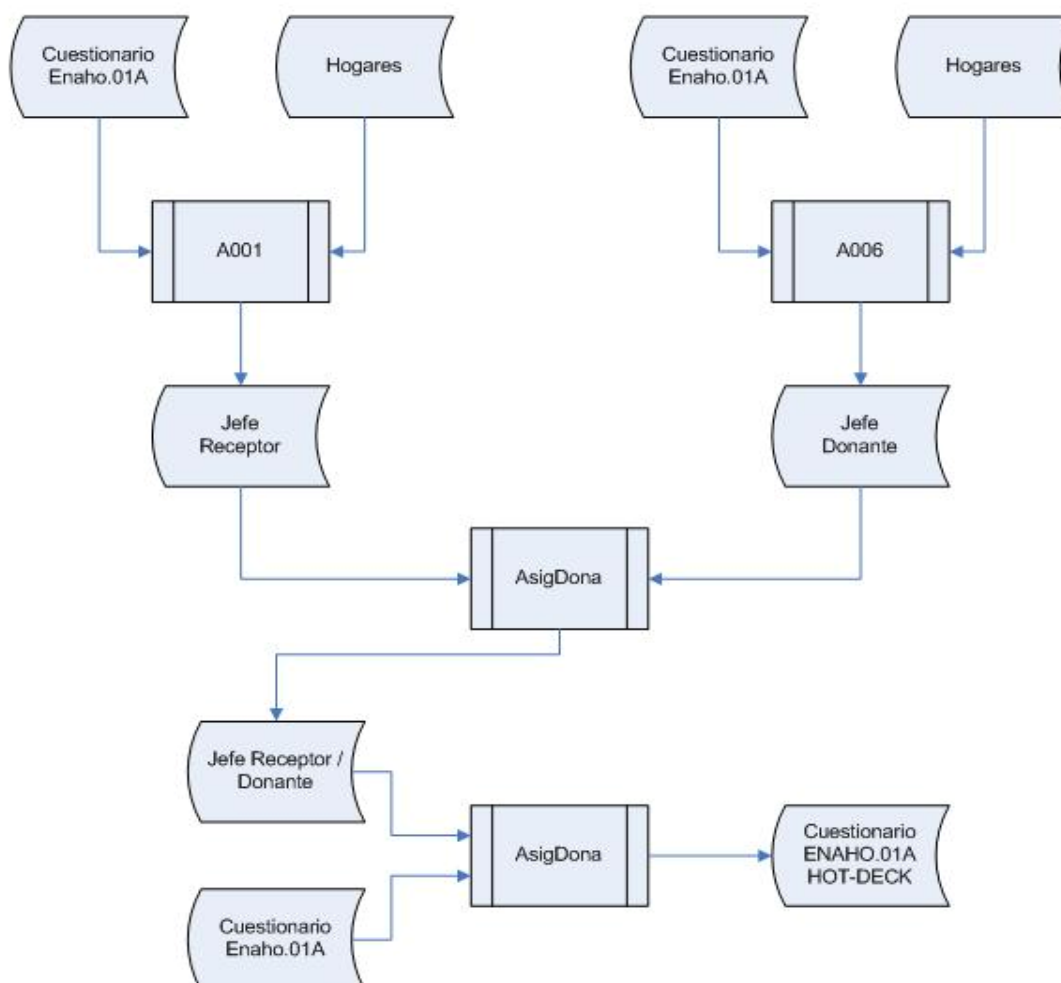 Cuestionario
Enaho.01A
Hogares
Cuestionario
Enaho.01A
Hogares
A001
A006
Jefe
Receptor
Jefe
Donante
AsigDona
Jefe Receptor /
Donante
AsigDona
Cuestionario
ENAHO.01A
HOT-DECK
Cuestionario
Enaho.01A